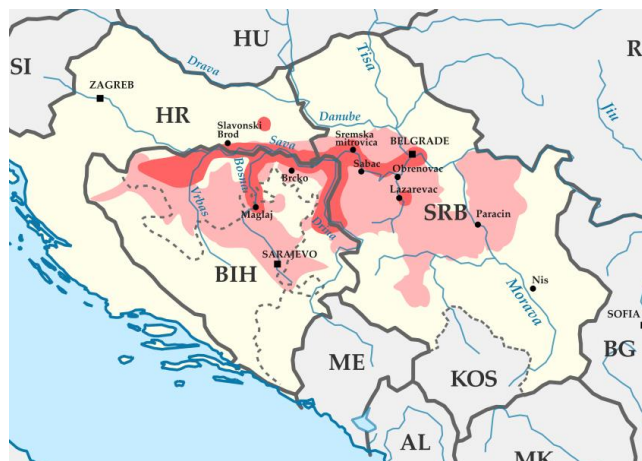 HU
SI
R
Drava
Tisa
ZAGREB
Jiu
HR
Danube
Slavonski
Brod
Sava
Sremska
mitrovica
BELGRADE
Sabac
Obrenovac
Bosna
Brcko
Vrbas
Lazarevac
Maglaj
SRB
Paracin
Drina
SARAJEVO
BIH
Nis
Morava
SOFIA
BG
ME
KOS
AL
MK